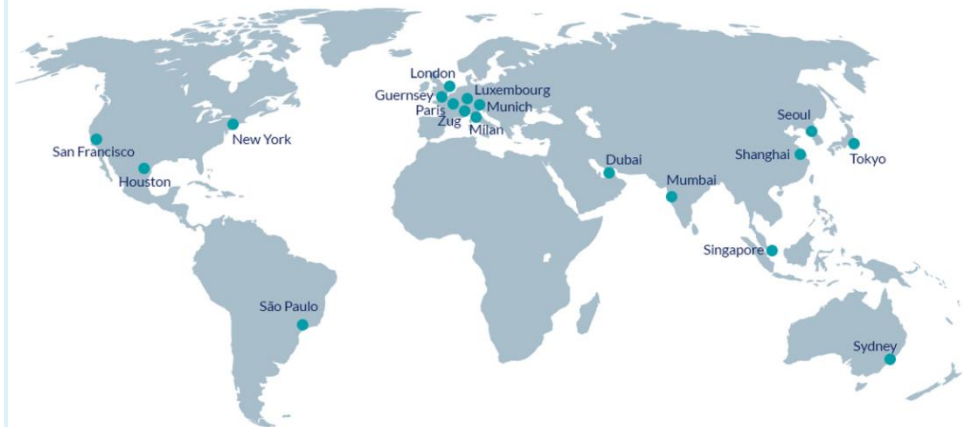 London
Luxembourg
Guernsey
Munich
Paris
Zug
Milan
Seoul
New York
San Francisco
Houston
Dubai
Shanghai
Tokyo
Mumbai
Singapore
São Paulo
Sydney